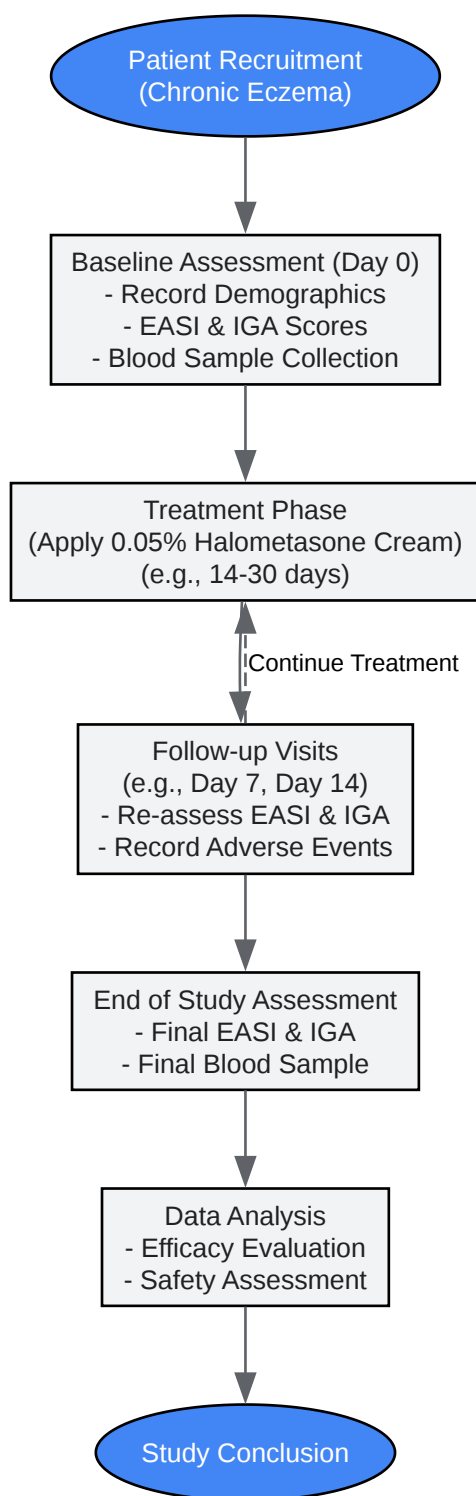 Patient Recruitment
(Chronic Eczema)
Baseline Assessment (Day 0)
- Record Demographics
- EASI & IGA Scores
- Blood Sample Collection
Treatment Phase
(Apply 0.05% Halometasone Cream)
(e.g., 14-30 days)
Continue Treatment
Follow-up Visits
(e.g., Day 7, Day 14)
- Re-assess EASI & IGA
- Record Adverse Events
End of Study Assessment
- Final EASI & IGA
- Final Blood Sample
Data Analysis
- Efficacy Evaluation
- Safety Assessment
Study Conclusion